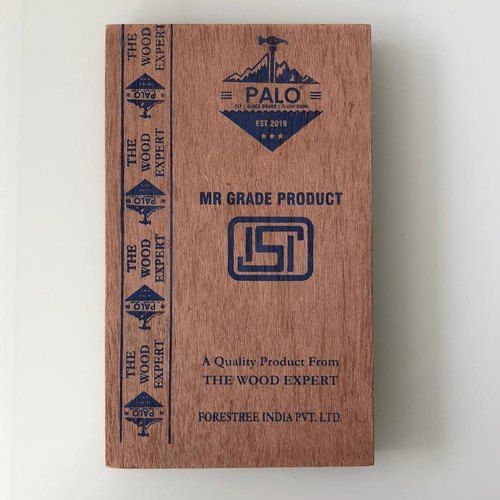 PALO
PLY | BLOCK BOARD | FLUSH DOOR
EST 2019
MR GRADE PRODUCT
ISI
A Quality Product From
THE WOOD EXPERT
FORESTREE INDIA PVT. LTD.
THE
WOOD
EXPERT
PALO
THE
WOOD
EXPERT
PALO
THE
WOOD
EXPERT
PALO
THE
WOOD
EXPERT
PALO